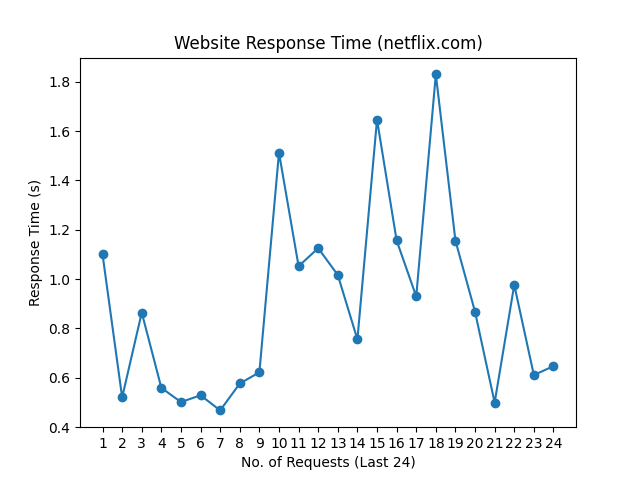 Website Response Time (netflix.com)
1.8
1.6
1.4
1.2
1.0
0.8
0.6
0.4
Response Time (s)
1 2 3 4 5 6 7 8 9 10 11 12 13 14 15 16 17 18 19 20 21 22 23 24
No. of Requests (Last 24)